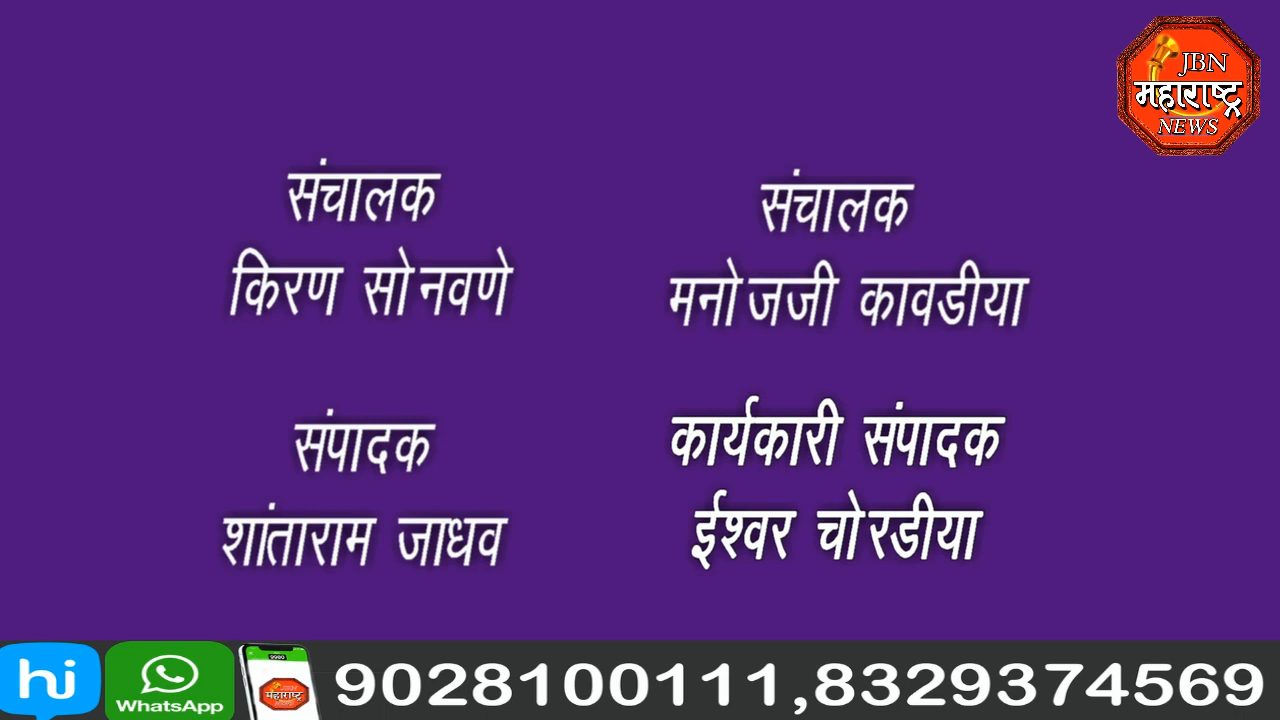 JBN
महाराष्ट्र
NEWS
संचालक
किरण सोनवणे
संचालक
मनोजजी कावडीया
संपादक
शांताराम जाधव
कार्यकारी संपादक
ईश्वर चोरडीया
hi
WhatsApp
महाराष्ट्र
9028100111,8329374569